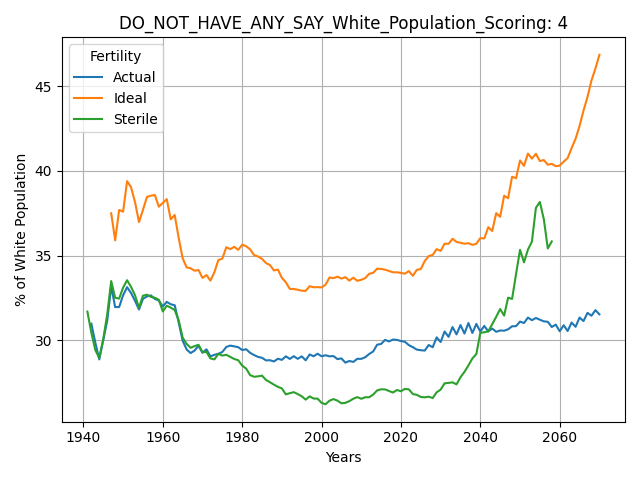 DO_NOT_HAVE_ANY_SAY_White_Population_Scoring: 4
Fertility
Actual
Ideal
Sterile
% of White Population
45
40
35
30
1940 1960 1980 2000 2020 2040 2060
Years